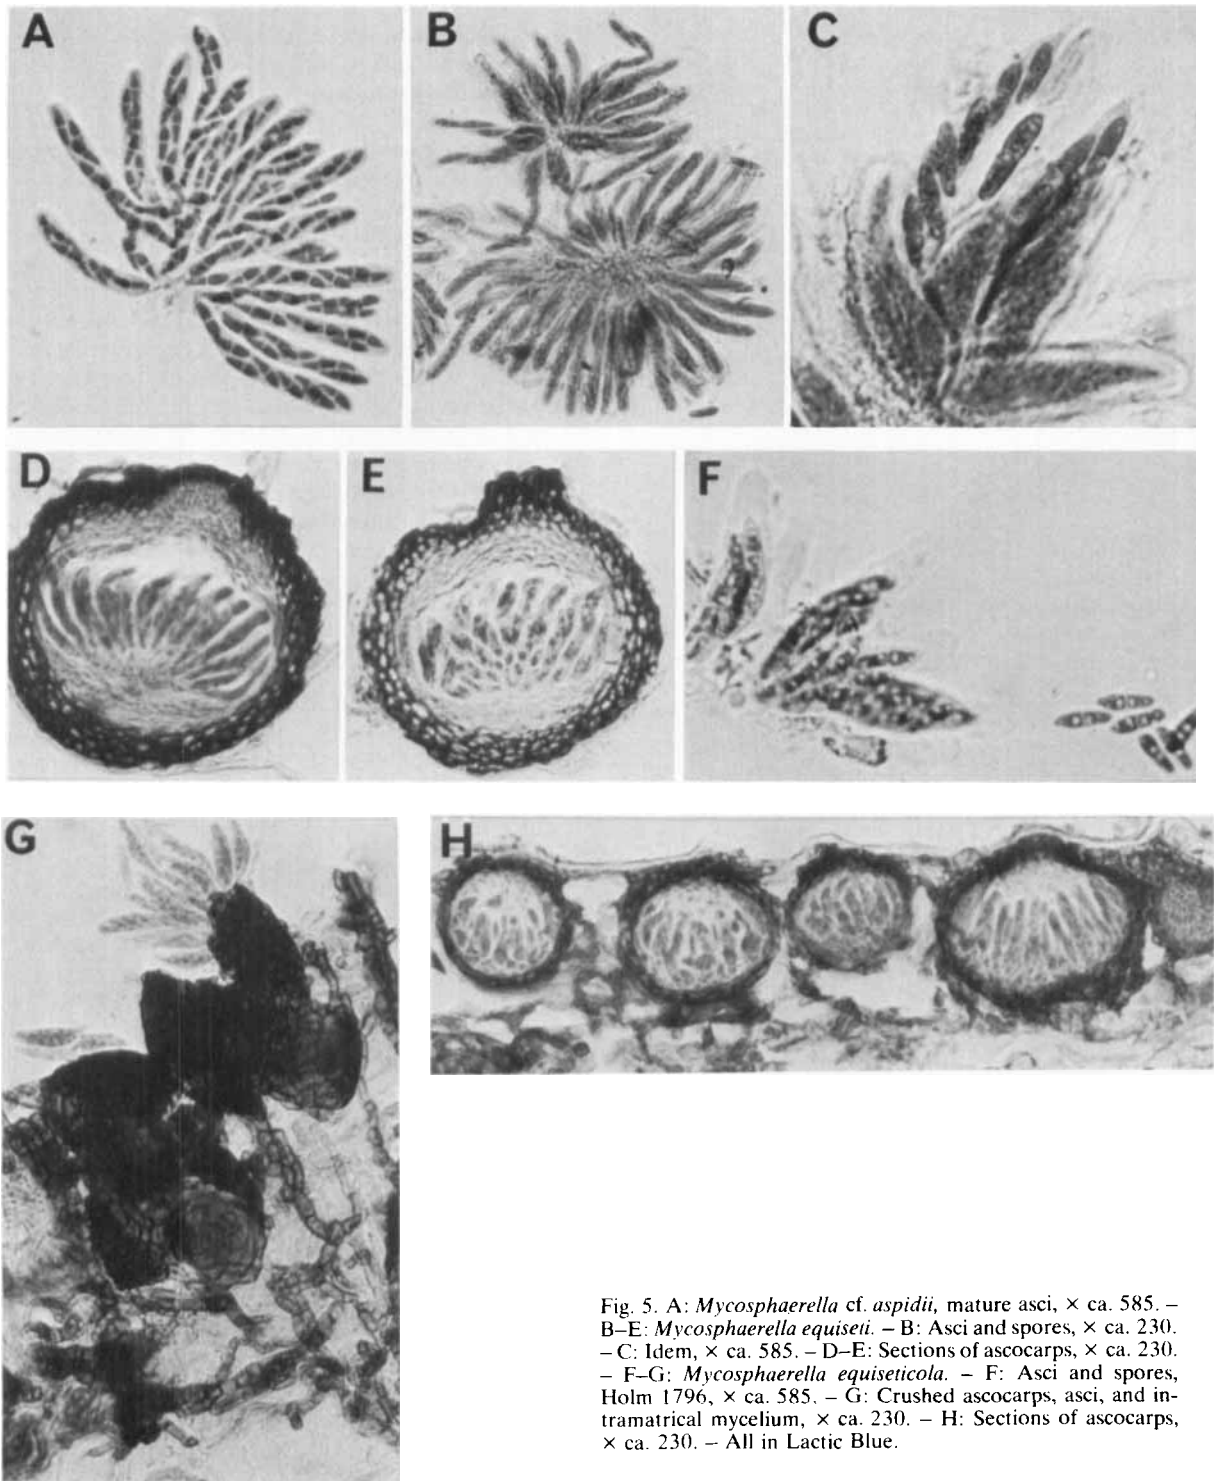 A
B
C
D
E
F
G
H
Fig. 5. A: Mycosphaerella cf. aspidii, mature asci, × ca. 585. –
B–E: Mycosphaerella equiseti. – B: Asci and spores, × ca. 230.
– C: Idem, × ca. 585. – D–E: Sections of ascocarps, × ca. 230.
– F–G: Mycosphaerella equiseticola. – F: Asci and spores,
Holm 1796, × ca. 585. – G: Crushed ascocarps, asci, and in-
tramatrical mycelium, × ca. 230. – H: Sections of ascocarps,
× ca. 230. – All in Lactic Blue.